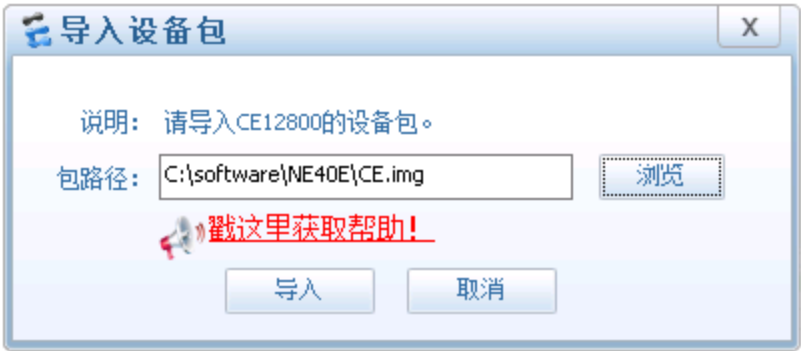 导入设备包
X
说明： 请导入CE12800的设备包。
包路径： C:\software\NE40E\CE.img 浏览
戳这里获取帮助！
导入 取消